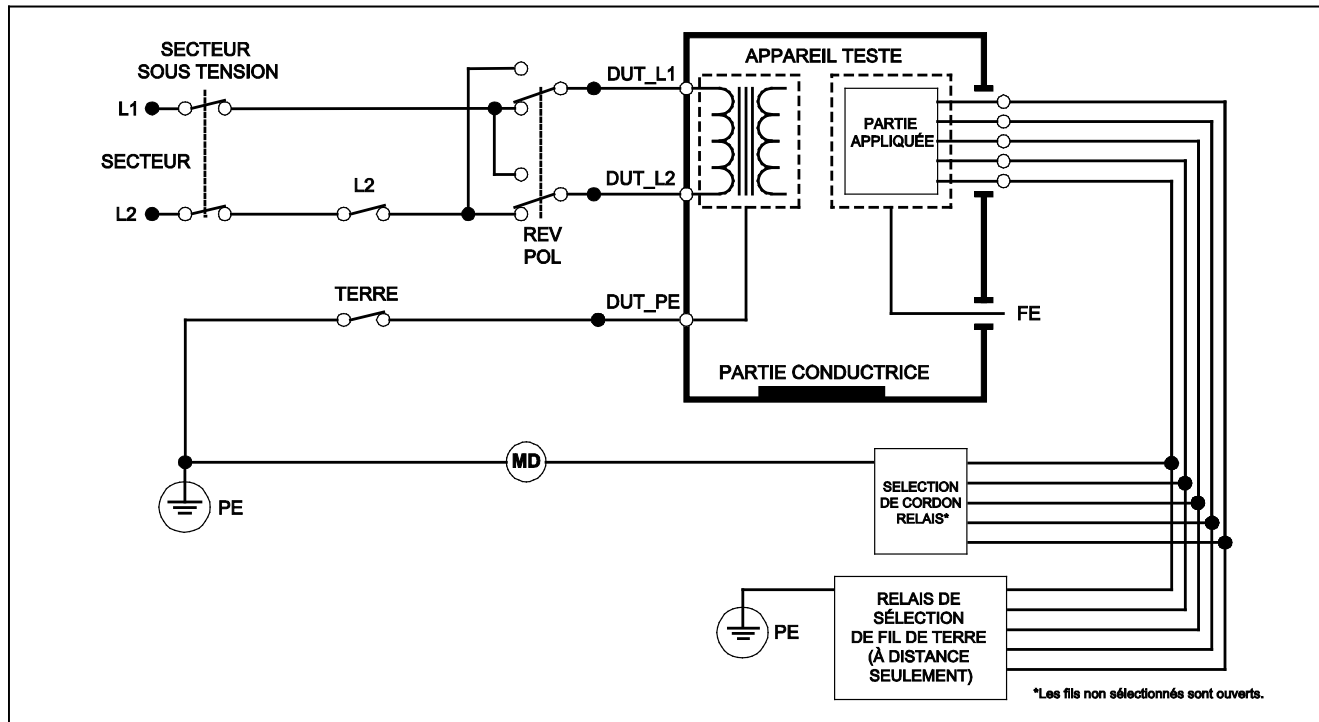 SECTEUR
SOUS TENSION
L1
SECTEUR
L2
L2
REV
POL
TERRE
DUT_L1
DUT_L2
DUT_PE
APPAREIL TESTE
PARTIE
APPLIQUÉE
FE
PARTIE CONDUCTRICE
MD
PE
SELECTION
DE CORDON
RELAIS*
PE
RELAIS DE
SÉLECTION
DE FIL DE TERRE
(À DISTANCE
SEULEMENT)
*Les fils non sélectionnés sont ouverts.